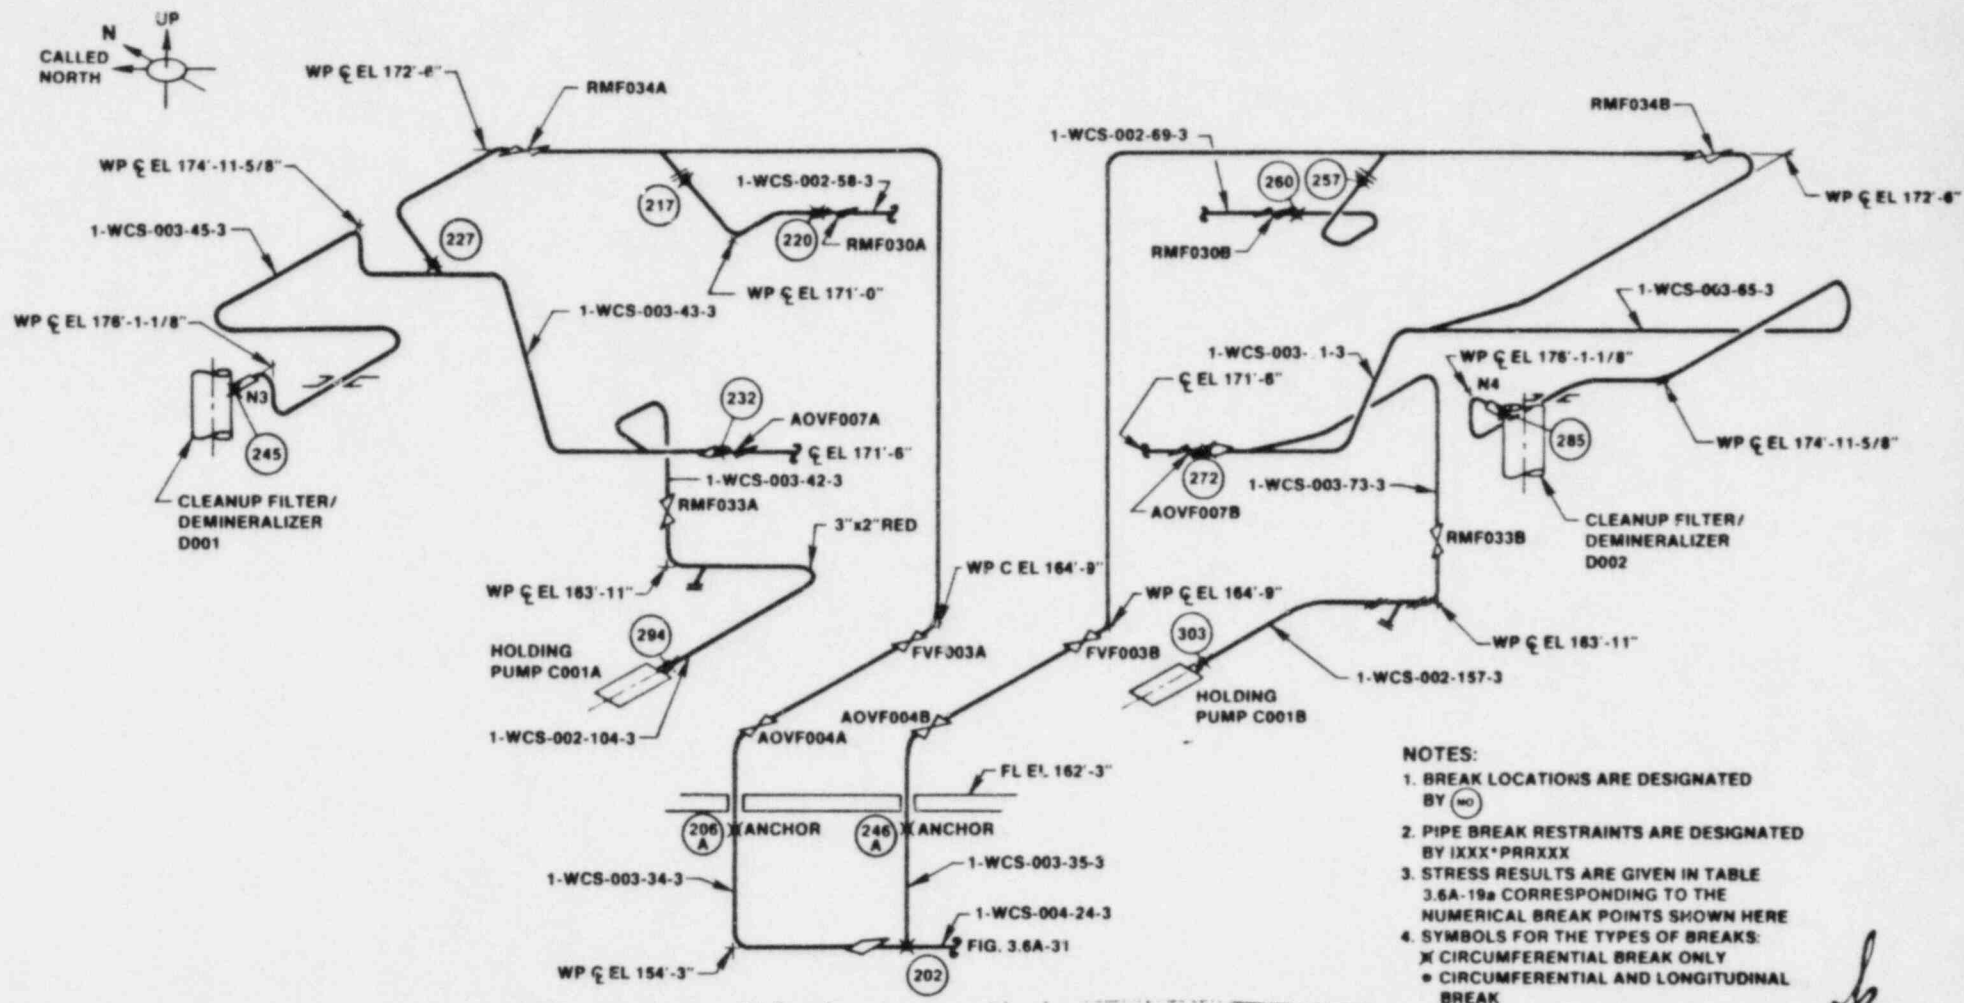 UP
N
CALLED
NORTH
WP ℄ EL 172'-6"
RMF034A
WP ℄ EL 174'-11-5/8"
1-WCS-003-45-3
227
217
1-WCS-002-58-3
220
RMF030A
WP ℄ EL 171'-0"
WP ℄ EL 176'-1-1/8"
1-WCS-003-43-3
N3
245
CLEANUP FILTER/
DEMINERALIZER
D001
232
AOVF007A
℄ EL 171'-6"
1-WCS-003-42-3
RMF033A
3"x2"RED
WP ℄ EL 163'-11"
294
HOLDING
PUMP C001A
1-WCS-002-104-3
WP C EL 164'-9"
FVF003A
AOVF004A
RMF034B
1-WCS-002-69-3
260
257
RMF030B
WP ℄ EL 172'-6"
1-WCS-003-65-3
1-WCS-003- 1-3
℄ EL 171'-6"
WP ℄ EL 176'-1-1/8"
N4
285
WP ℄ EL 174'-11-5/8"
272
AOVF007B
1-WCS-003-73-3
RMF033B
CLEANUP FILTER/
DEMINERALIZER
D002
WP ℄ EL 164'-9"
FVF003B
AOVF004B
303
WP ℄ EL 163'-11"
1-WCS-002-157-3
HOLDING
PUMP C001B
FL EL 162'-3"
206
A
ANCHOR
246
A
ANCHOR
1-WCS-003-34-3
1-WCS-003-35-3
1-WCS-004-24-3
FIG. 3.6A-31
WP ℄ EL 154'-3"
202
NOTES:
1. BREAK LOCATIONS ARE DESIGNATED
BY NO
2. PIPE BREAK RESTRAINTS ARE DESIGNATED
BY IXXX*PRRXXX
3. STRESS RESULTS ARE GIVEN IN TABLE
3.6A-19a CORRESPONDING TO THE
NUMERICAL BREAK POINTS SHOWN HERE
4. SYMBOLS FOR THE TYPES OF BREAKS:
CIRCUMFERENTIAL BREAK ONLY
• CIRCUMFERENTIAL AND LONGITUDINAL
BREAK